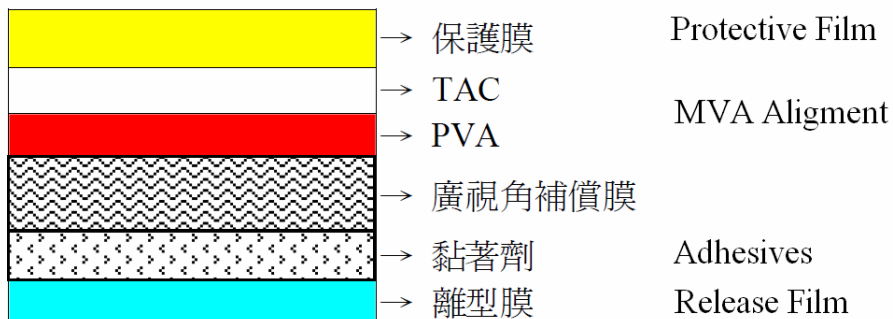 保護膜 Protective Film
TAC
MVA Aligment
PVA
廣視角補償膜
黏著劑 Adhesives
離型膜 Release Film